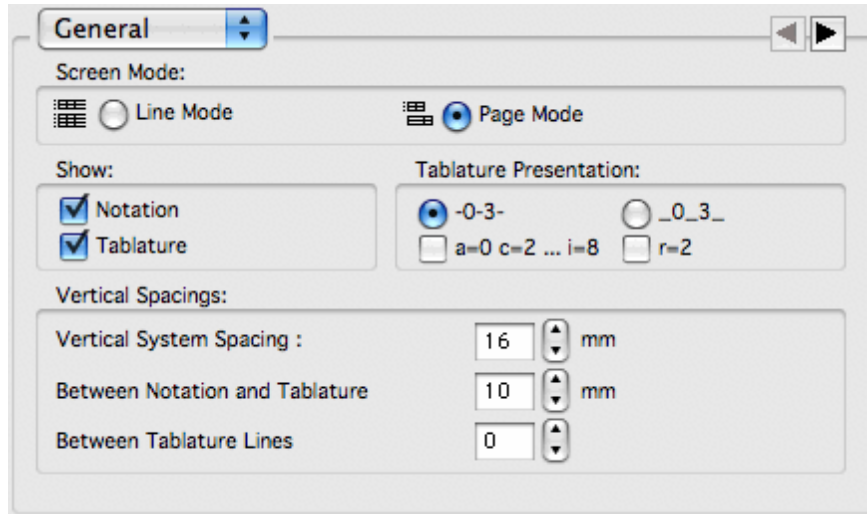 General
Screen Mode:
Line Mode Page Mode
Show: Tablature Presentation:
Notation -0-3- _0_3_
Tablature a=0 c=2 ... i=8 r=2
Vertical Spacings:
Vertical System Spacing : 16 mm
Between Notation and Tablature 10 mm
Between Tablature Lines 0